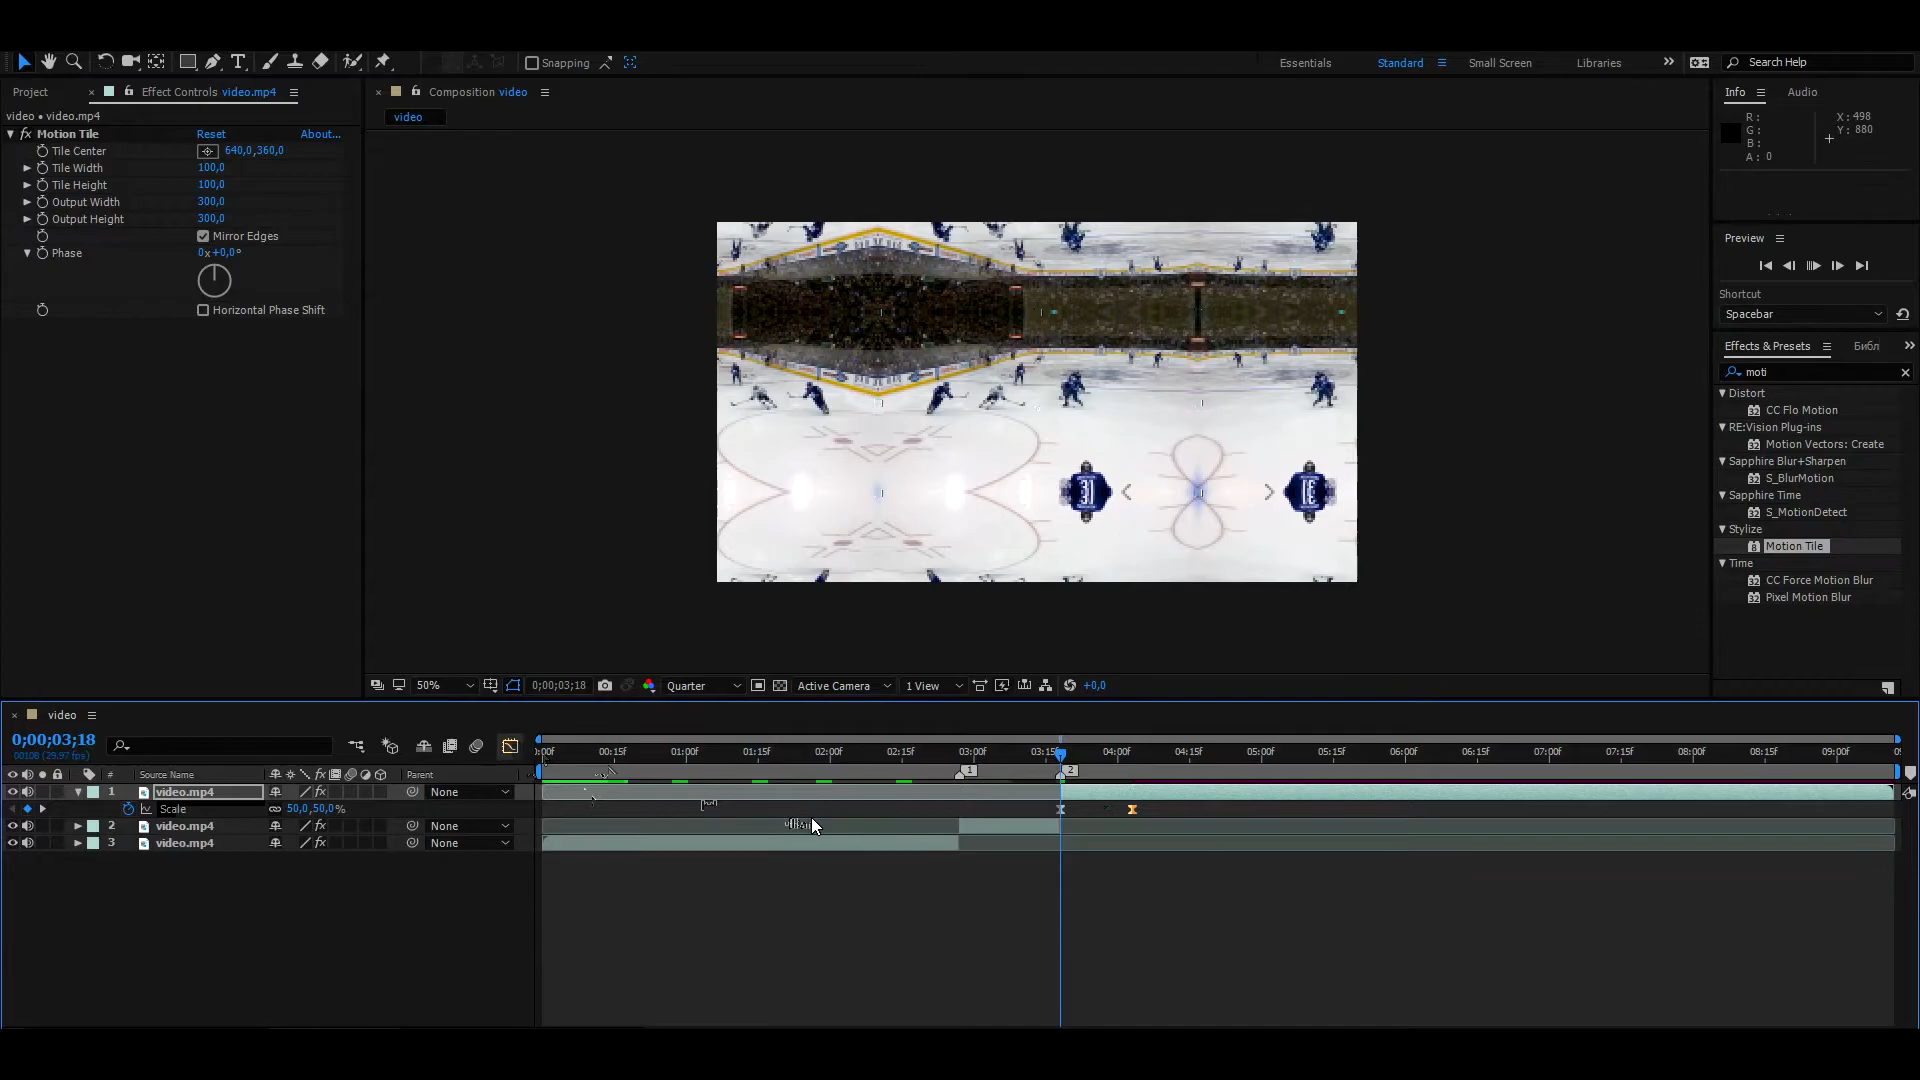 Snapping
Essentials Standard Small Screen Libraries Search Help
Project Effect Controls video.mp4
video • video.mp4
fx Motion Tile Reset About...
Tile Center 640,0,360,0
Tile Width 100,0
Tile Height 100,0
Output Width 300,0
Output Height 300,0
Mirror Edges
Phase 0x+0,0°
Horizontal Phase Shift
Composition video
video
31
50% 0;00;03;18 Quarter Active Camera 1 View +0,0
Info Audio
R: X: 498
G: Y: 880
B:
A: 0
Preview
Shortcut
Spacebar
Effects & Presets Библ
moti
Distort
CC Flo Motion
RE:Vision Plug-ins
Motion Vectors: Create
Sapphire Blur+Sharpen
S_BlurMotion
Sapphire Time
S_MotionDetect
Stylize
Motion Tile
Time
CC Force Motion Blur
Pixel Motion Blur
video
0;00;03;18
00108 (29.97 fps)
:00f 00:15f 01:00f 01:15f 02:00f 02:15f 03:00f 03:15f 04:00f 04:15f 05:00f 05:15f 06:00f 06:15f 07:00f 07:15f 08:00f 08:15f 09:00f
1 2
# Source Name fx Parent
1 video.mp4 fx None
Scale 50,0,50,0%
2 video.mp4 fx None
3 video.mp4 fx None